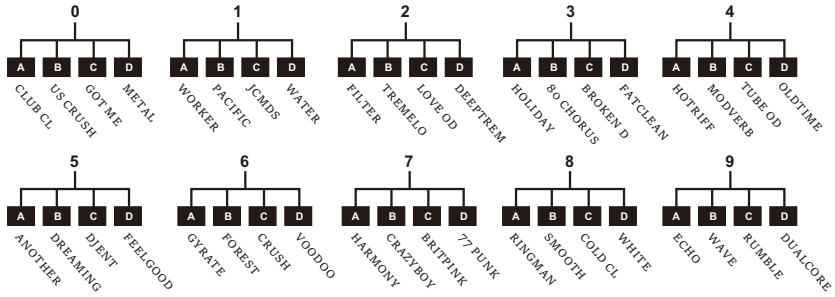 0 1 2 3 4
A B C D A B C D A B C D A B C D A B C D
CLUB CL US CRUSH GOT ME METAL WORKER PACIFIC JCMDS WATER FILTER TREMELO LOVE OD DEEPTREM HOLIDAY 80 CHORUS BROKEN D FATCLEAN HOTRIFF MODVERB TUBE OD OLDTIME
5 6 7 8 9
A B C D A B C D A B C D A B C D A B C D
ANOTHER DREAMING DJENT FEELGOOD GYRATE FOREST CRUSH VOODOO HARMONY CRAZYBOY BRITPINK 77 PUNK RINGMAN SMOOTH COLD CL WHITE ECHO WAVE RUMBLE DUALCORE